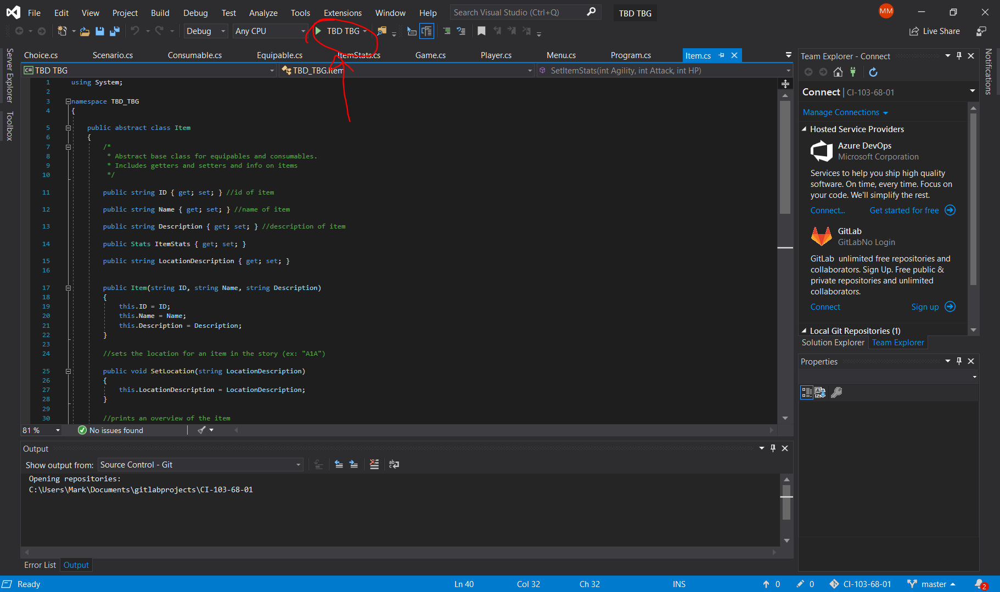 File Edit View Project Build Debug Test Analyze Tools Extensions Window Help Search Visual Studio (Ctrl+Q) TBD TBG MM
Debug Any CPU TBD TBG Live Share
Server Explorer
Toolbox
Choice.cs Scenario.cs Consumable.cs Equipable.cs ItemStats.cs Game.cs Player.cs Menu.cs Program.cs Item.cs
C# TBD TBG TBD_TBG.Item SetItemStats(int Agility, int Attack, int HP)
1 using System;
2
3 namespace TBD_TBG
4 {
5 public abstract class Item
6 {
7 /*
8 * Abstract base class for equipables and consumables.
9 * Includes getters and setters and info on items
10 */
11 public string ID { get; set; } //id of item
12 public string Name { get; set; } //name of item
13 public string Description { get; set; } //description of item
14 public Stats ItemStats { get; set; }
15 public string LocationDescription { get; set; }
16
17 public Item(string ID, string Name, string Description)
18 {
19 this.ID = ID;
20 this.Name = Name;
21 this.Description = Description;
22 }
23
24 //sets the location for an item in the story (ex: "A1A")
25 public void SetLocation(string LocationDescription)
26 {
27 this.LocationDescription = LocationDescription;
28 }
29
30 //prints an overview of the item
81 % No issues found
Output
Show output from: Source Control - Git
Opening repositories:
C:\Users\Mark\Documents\gitlabprojects\CI-103-68-01
Error List Output
Team Explorer - Connect
Connect | CI-103-68-01
Manage Connections
Hosted Service Providers
Azure DevOps
Microsoft Corporation
Services to help you ship high quality
software. On time, every time. Focus on
your code. We'll simplify the rest.
Connect... Get started for free
GitLab
GitLabNo Login
GitLab unlimited free repositories and
collaborators. Sign Up. Free public &
private repositories and unlimited
collaborators.
Connect Sign up
Local Git Repositories (1)
Solution Explorer Team Explorer
Properties
Notifications
Ready Ln 40 Col 32 Ch 32 INS 0 0 CI-103-68-01 master 2